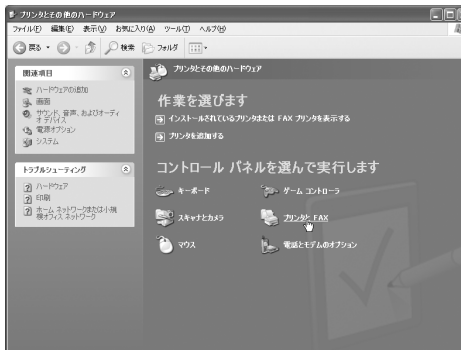 プリンタとその他のハードウェア
ファイル(F) 編集(E) 表示(V) お気に入り(A) ツール(T) ヘルプ(H)
戻る 検索 フォルダ
関連項目
ハードウェアの追加
画面
サウンド、音声、およびオーディオ デバイス
電源オプション
システム
トラブルシューティング
ハードウェア
印刷
ホーム ネットワークまたは小規模オフィス ネットワーク
プリンタとその他のハードウェア
作業を選びます
インストールされているプリンタまたは FAX プリンタを表示する
プリンタを追加する
コントロール パネルを選んで実行します
キーボード
ゲーム コントローラ
スキャナとカメラ
プリンタと FAX
マウス
電話とモデムのオプション